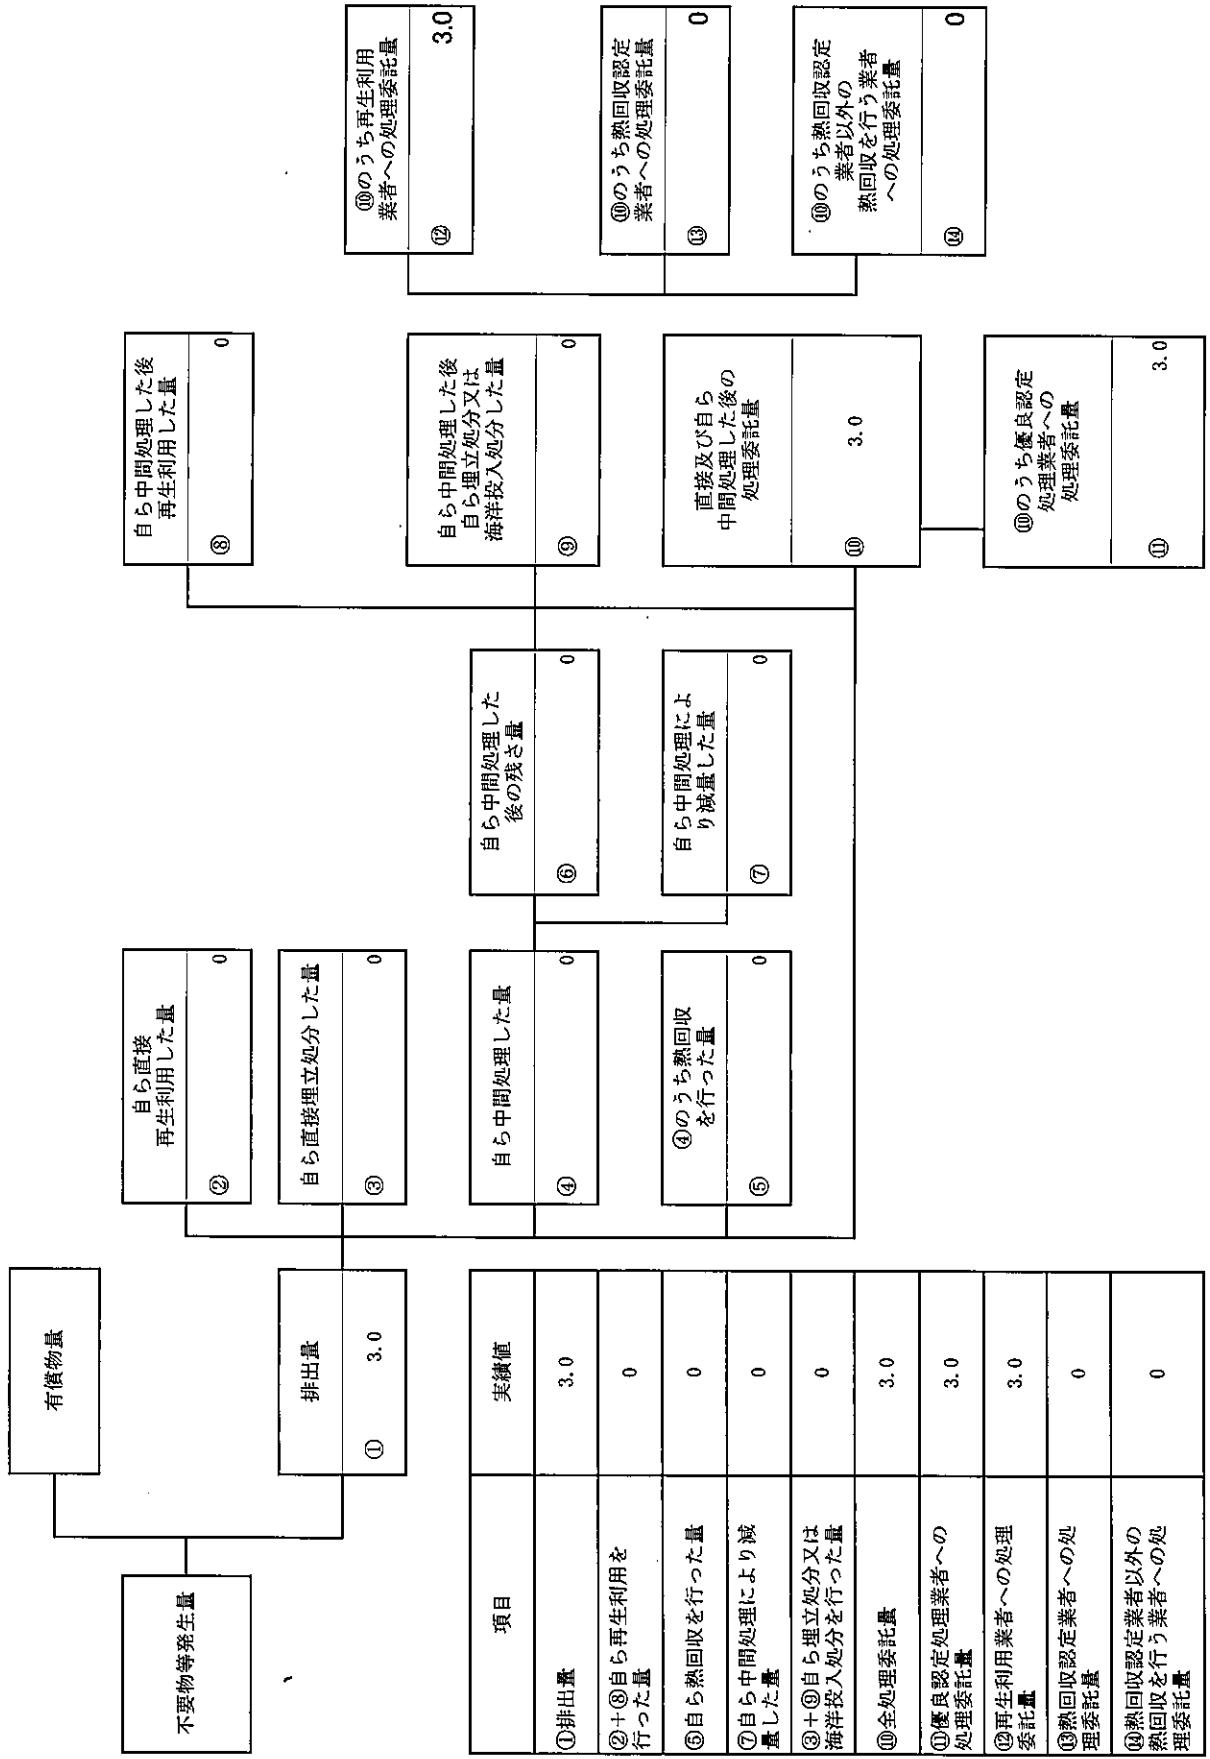 不要物等発生量
有償物量
排出量
① 3.0
自ら直接
再生利用した量
② 0
自ら直接埋立処分した量
③ 0
自ら中間処理した量
④ 0
④のうち熱回収
を行った量
⑤ 0
自ら中間処理した
後の残さ量
⑥ 0
自ら中間処理によ
り減量した量
⑦ 0
自ら中間処理した後
再生利用した量
⑧ 0
自ら中間処理した後
自ら埋立処分又は
海洋投入処分した量
⑨ 0
直接及び自ら
中間処理した後の
処理委託量
⑩ 3.0
⑩のうち優良認定
処理業者への
処理委託量
⑪ 3.0
⑩のうち再生利用
業者への処理委託量
⑫ 3.0
⑩のうち熱回収認定
業者への処理委託量
⑬ 0
⑩のうち熱回収認定
業者以外の
熱回収を行う業者
への処理委託量
⑭ 0
項目 実績値
①排出量 3.0
②+⑧自ら再生利用を
行った量 0
⑤自ら熱回収を行った量 0
⑦自ら中間処理により減
量した量 0
③+⑨自ら埋立処分又は
海洋投入処分を行った量 0
⑩全処理委託量 3.0
⑪優良認定処理業者への
処理委託量 3.0
⑫再生利用業者への処理
委託量 3.0
⑬熱回収認定業者への処
理委託量 0
⑭熱回収認定業者以外の
熱回収を行う業者への処
理委託量 0